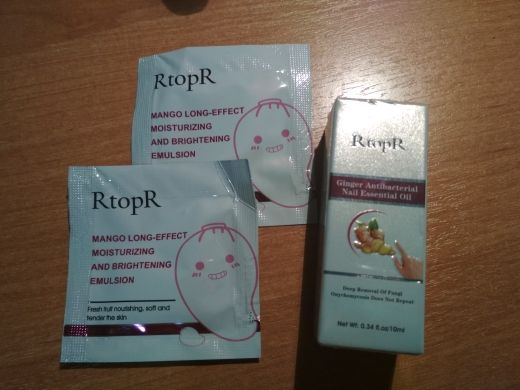 RtopR
MANGO LONG-EFFECT
MOISTURIZING
AND BRIGHTENING
EMULSION
RtopR
MANGO LONG-EFFECT
MOISTURIZING
AND BRIGHTENING
EMULSION
Fresh fruit nourishing, soft and
tender the skin
RtopR
Ginger Antibacterial
Nail Essential Oil
Deep Removal Of Fungi
Onychomycosis Does Not Repeat
Net Wt: 0.34 fl.oz/10ml